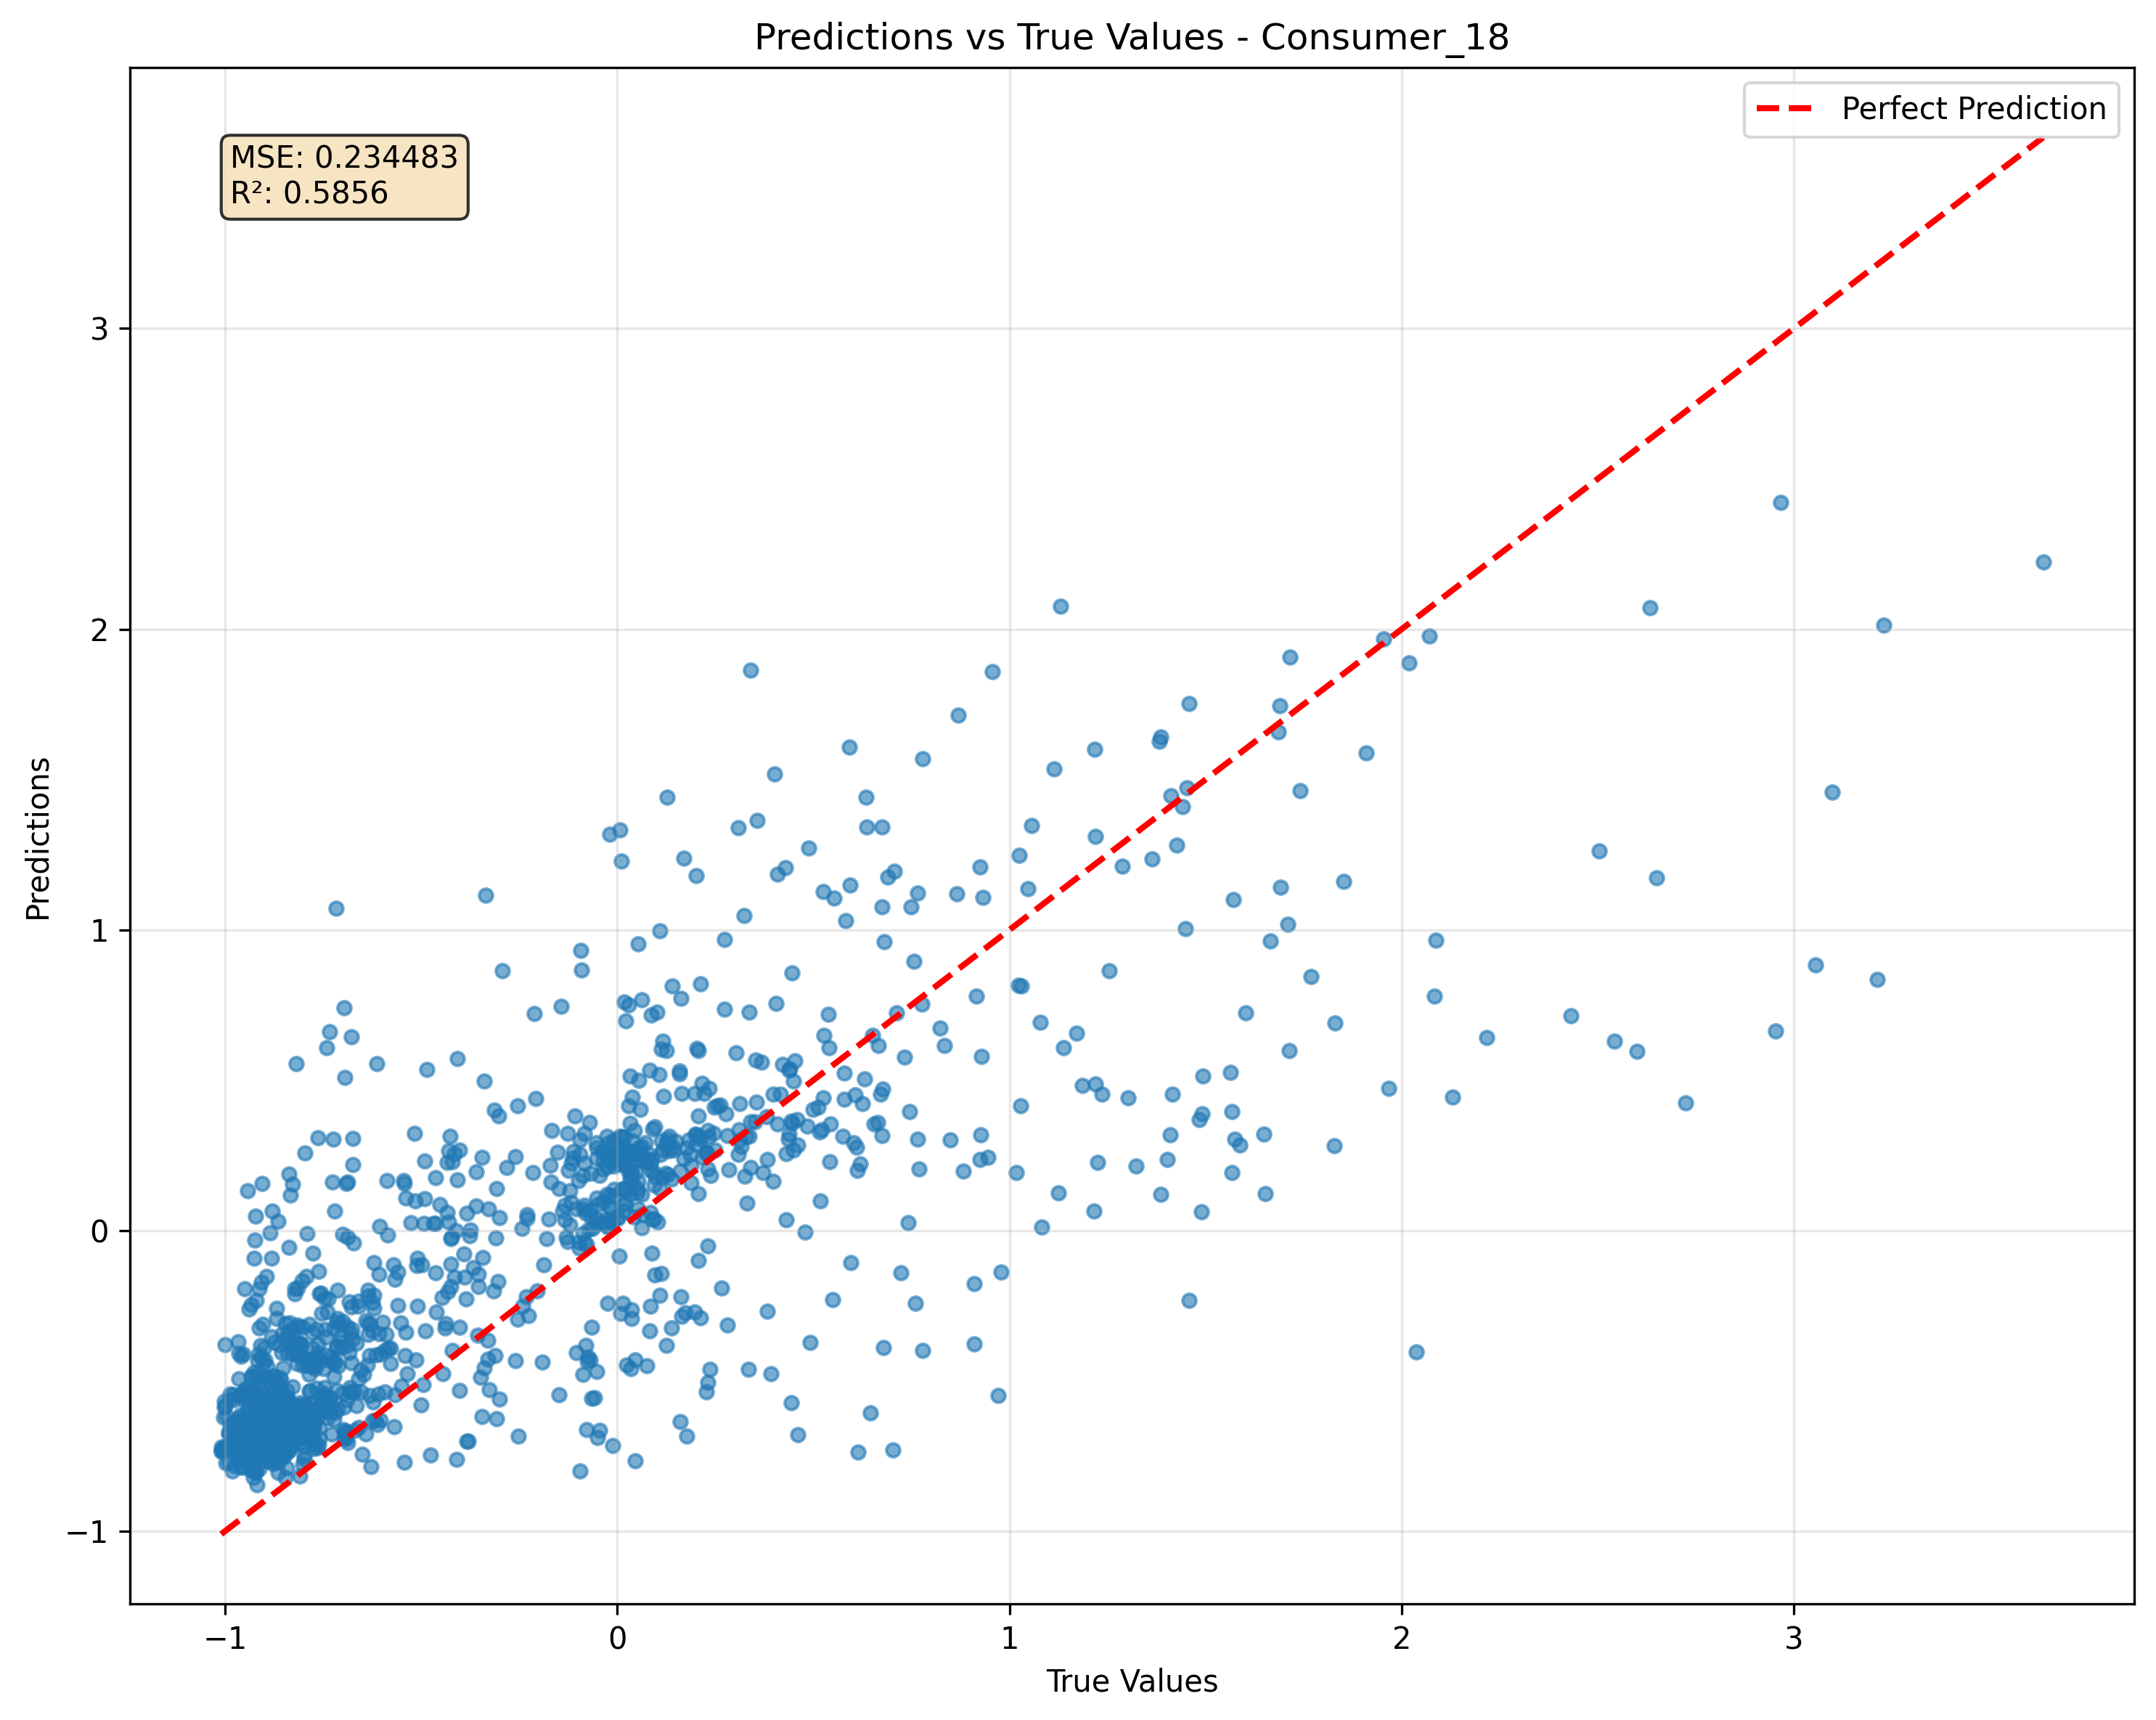 Predictions vs True Values - Consumer_18
Perfect Prediction
MSE: 0.234483
R²: 0.5856
3
2
1
0
−1
Predictions
−1 0 1 2 3
True Values